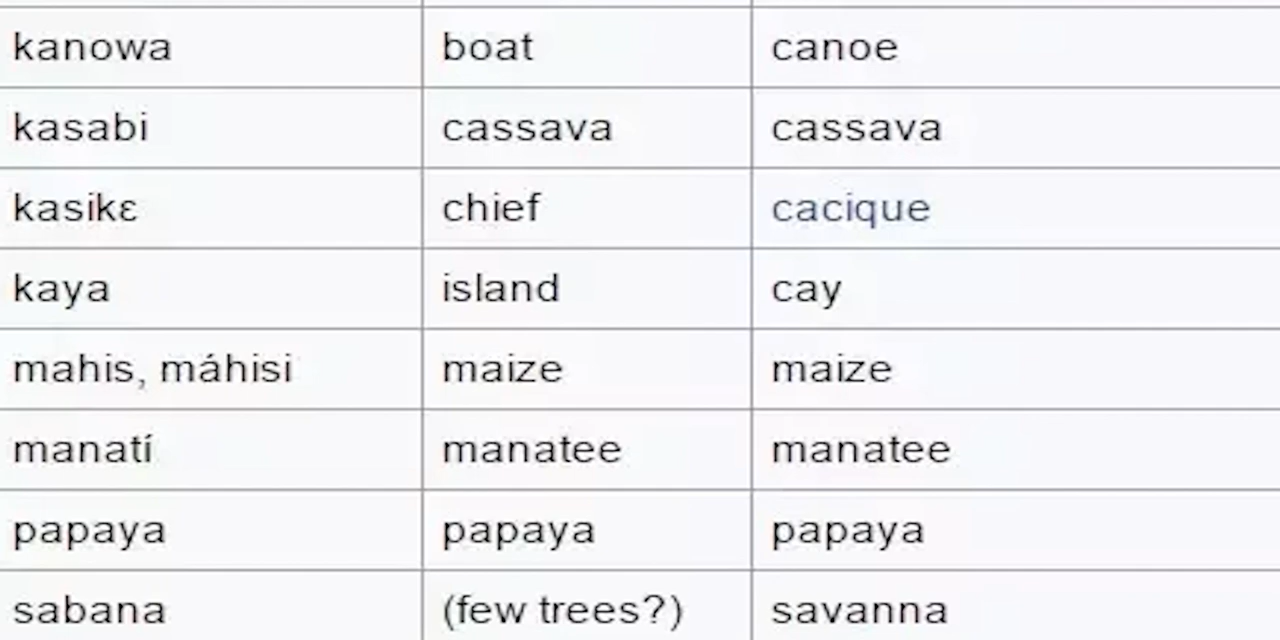 kanowa boat canoe
kasabi cassava cassava
kasikɛ chief cacique
kaya island cay
mahis, máhisi maize maize
manatí manatee manatee
papaya papaya papaya
sabana (few trees?) savanna